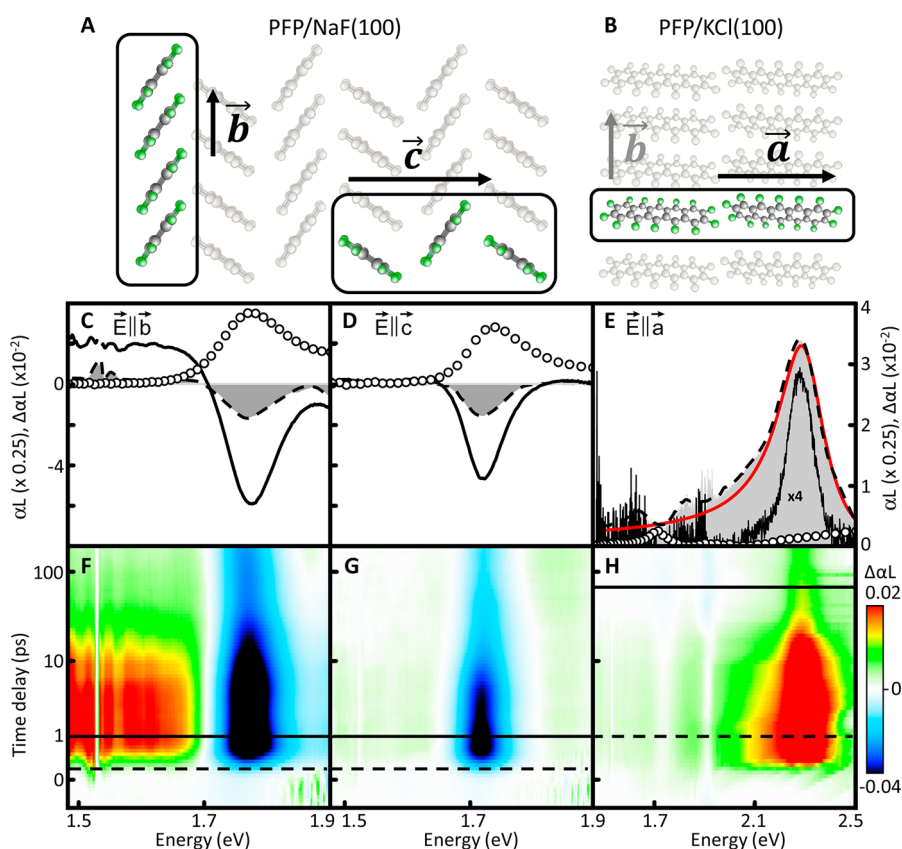 A PFP/NaF(100)
b
c
B PFP/KCl(100)
b
a
C E||b
D E||c
E E||a
αL (x 0.25), ΔαL (x10⁻²)
0
-4
x4
4
3
2
1
0
αL (x 0.25), ΔαL (x10⁻²)
F
G
H
Time delay (ps)
100
10
1
0
ΔαL
0.02
0
-0.04
1.5 1.7 1.9
1.5 1.7 1.9
1.7 2.1 2.5
Energy (eV)
Energy (eV)
Energy (eV)